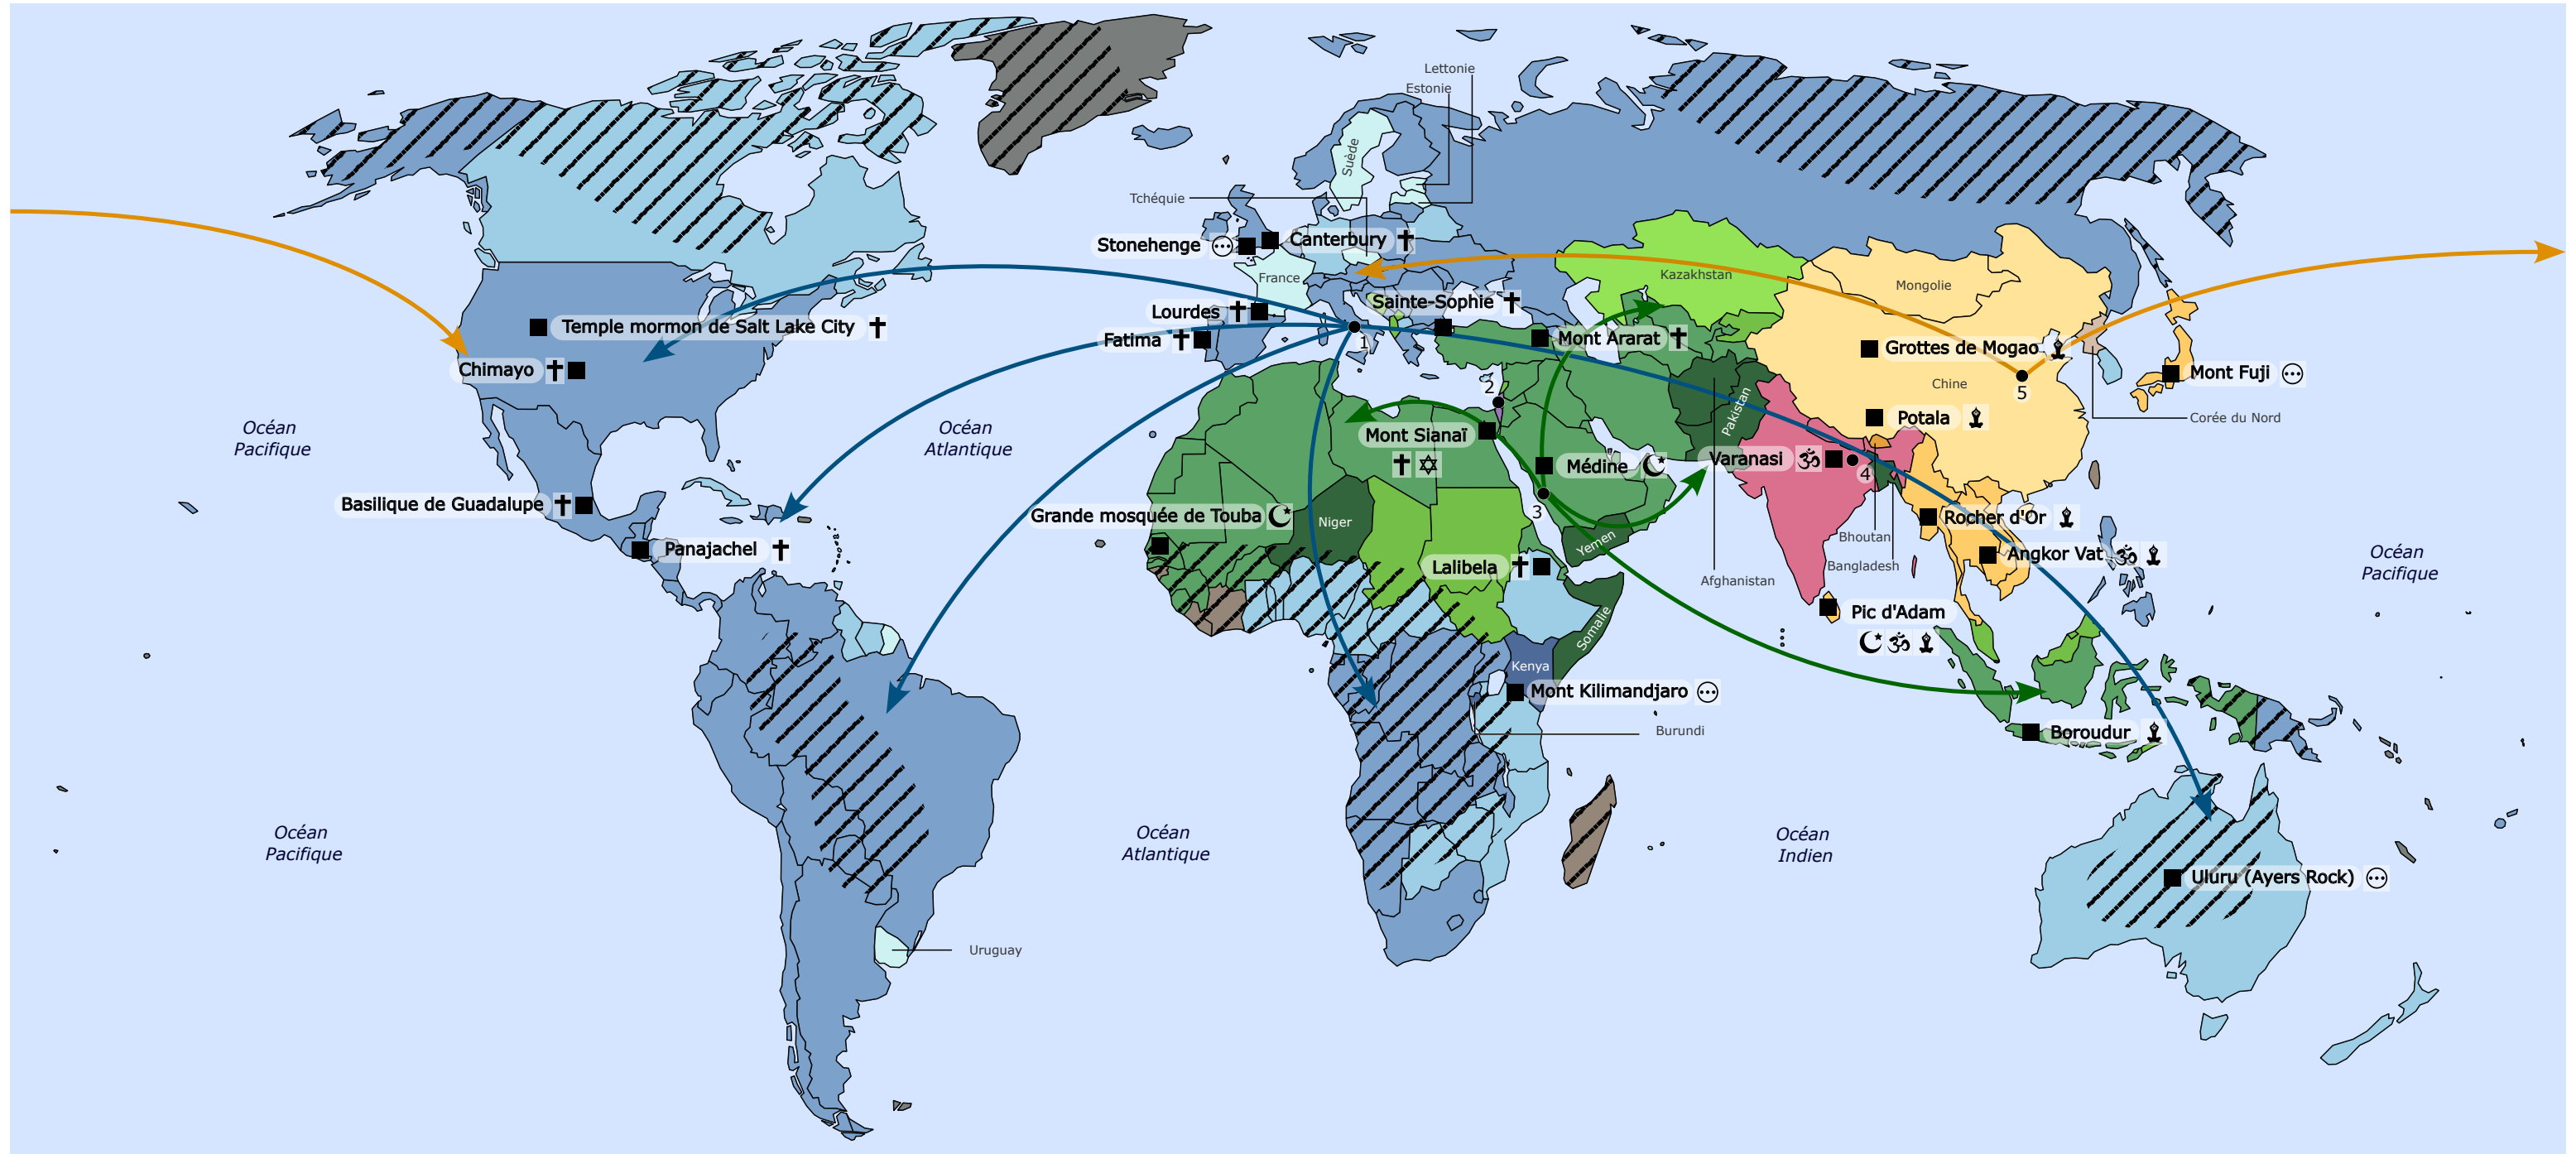 Lettonie
Estonie
Suède
Tchéquie
Stonehenge
Canterbury
France
Kazakhstan
Mongolie
Sainte-Sophie
Lourdes
Temple mormon de Salt Lake City
Fatima
1
Mont Ararat
Grottes de Mogao
Chimayo
Mont Fuji
Chine
5
2
Pakistan
Potala
Corée du Nord
Océan
Pacifique
Océan
Atlantique
Mont Sianaï
Médine
Varanasi
4
Basilique de Guadalupe
Grande mosquée de Touba
3
Niger
Rocher d'Or
Bhoutan
Yemen
Panajachel
Lalibela
Angkor Vat
Océan
Pacifique
Bangladesh
Afghanistan
Pic d'Adam
Somalie
Kenya
Mont Kilimandjaro
Burundi
Boroudur
Océan
Pacifique
Océan
Atlantique
Océan
Indien
Uluru (Ayers Rock)
Uruguay